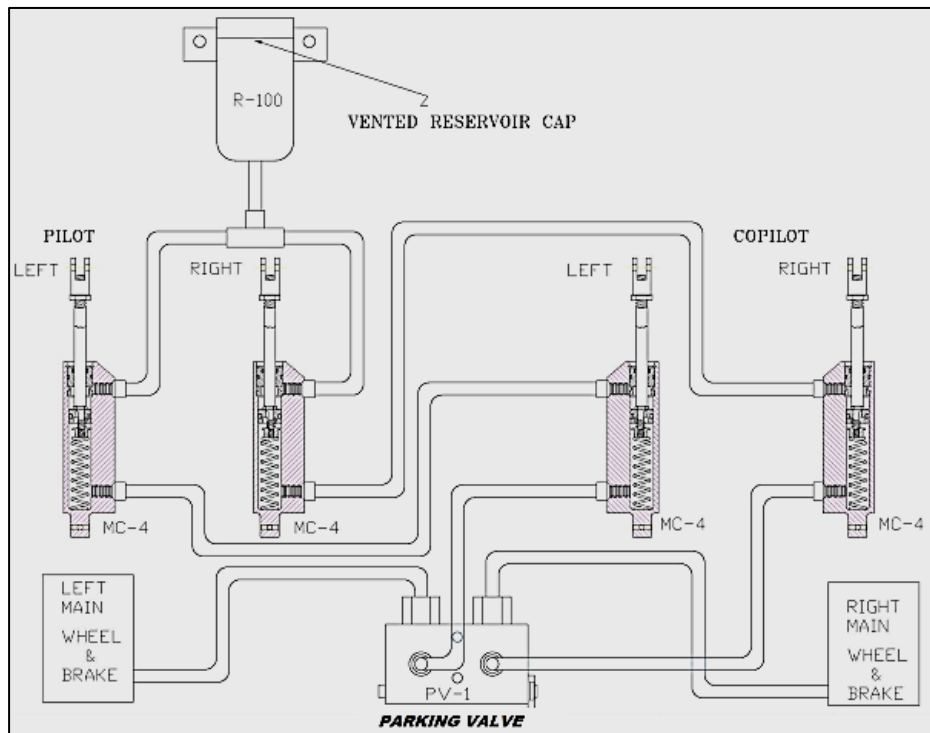 R-100
2
VENTED RESERVOIR CAP
PILOT
COPILOT
LEFT
RIGHT
LEFT
RIGHT
MC-4
MC-4
MC-4
MC-4
LEFT
MAIN
WHEEL
&
BRAKE
RIGHT
MAIN
WHEEL
&
BRAKE
PV-1
PARKING VALVE